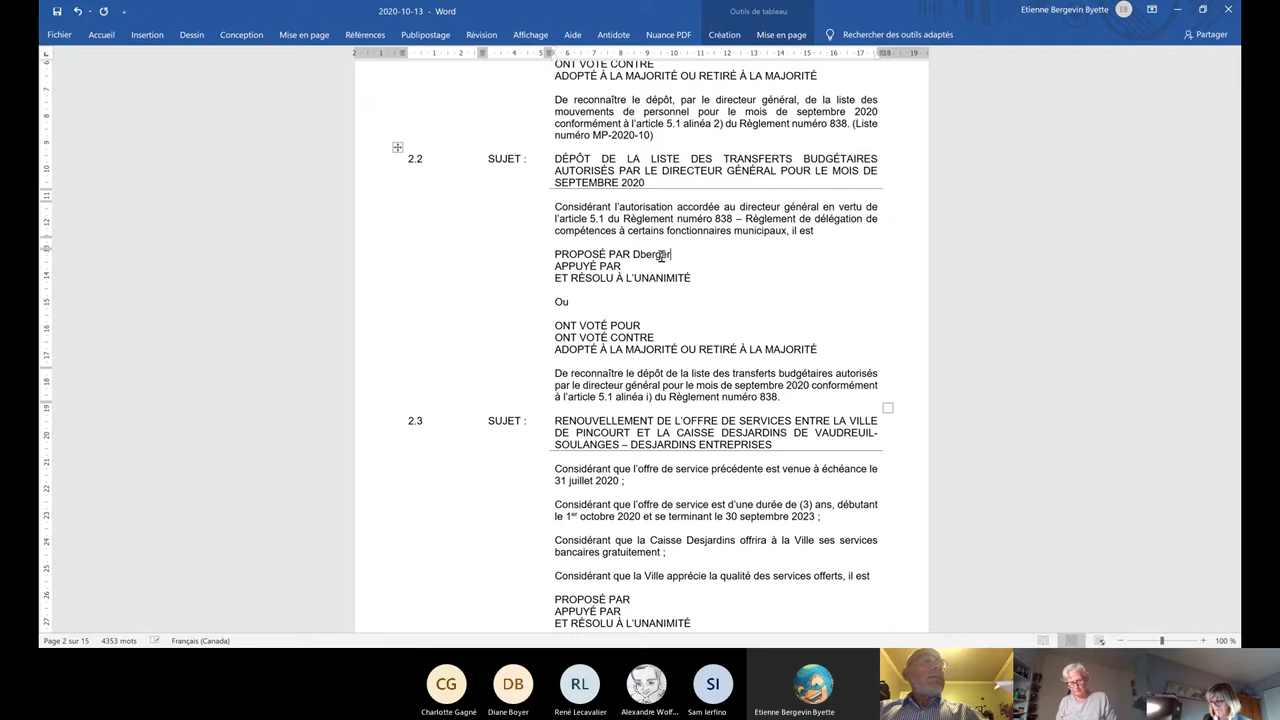 2020-10-13 - Word
Outils de tableau
Etienne Bergevin Byette
EB
Fichier Accueil Insertion Dessin Conception Mise en page Références Publipostage Révision Affichage Antidote Aide Nuance PDF Création Mise en page Rechercher des outils adaptés Partager
ONT VOTÉ CONTRE
ADOPTÉ À LA MAJORITÉ OU RETIRÉ À LA MAJORITÉ
De reconnaître le dépôt, par le directeur général, de la liste des
mouvements de personnel pour le mois de septembre 2020
conformément à l'article 5.1 alinéa 2) du Règlement numéro 838. (Liste
numéro MP-2020-10)
2.2 SUJET : DÉPÔT DE LA LISTE DES TRANSFERTS BUDGÉTAIRES
AUTORISÉS PAR LE DIRECTEUR GÉNÉRAL POUR LE MOIS DE
SEPTEMBRE 2020
Considérant l'autorisation accordée au directeur général en vertu de
l'article 5.1 du Règlement numéro 838 – Règlement de délégation de
compétences à certains fonctionnaires municipaux, il est
PROPOSÉ PAR Dberger
APPUYÉ PAR
ET RÉSOLU À L'UNANIMITÉ
Ou
ONT VOTÉ POUR
ONT VOTÉ CONTRE
ADOPTÉ À LA MAJORITÉ OU RETIRÉ À LA MAJORITÉ
De reconnaître le dépôt de la liste des transferts budgétaires autorisés
par le directeur général pour le mois de septembre 2020 conformément
à l'article 5.1 alinéa i) du Règlement numéro 838.
2.3 SUJET : RENOUVELLEMENT DE L'OFFRE DE SERVICES ENTRE LA VILLE
DE PINCOURT ET LA CAISSE DESJARDINS DE VAUDREUIL-
SOULANGES – DESJARDINS ENTREPRISES
Considérant que l'offre de service précédente est venue à échéance le
31 juillet 2020 ;
Considérant que l'offre de service est d'une durée de (3) ans, débutant
le 1er octobre 2020 et se terminant le 30 septembre 2023 ;
Considérant que la Caisse Desjardins offrira à la Ville ses services
bancaires gratuitement ;
Considérant que la Ville apprécie la qualité des services offerts, il est
PROPOSÉ PAR
APPUYÉ PAR
ET RÉSOLU À L'UNANIMITÉ
Page 2 sur 15 4353 mots Français (Canada) 100 %
CG DB RL SI
Charlotte Gagné Diane Boyer René Lecavalier Alexandre Wolf... Sam Ierfino Etienne Bergevin Byette